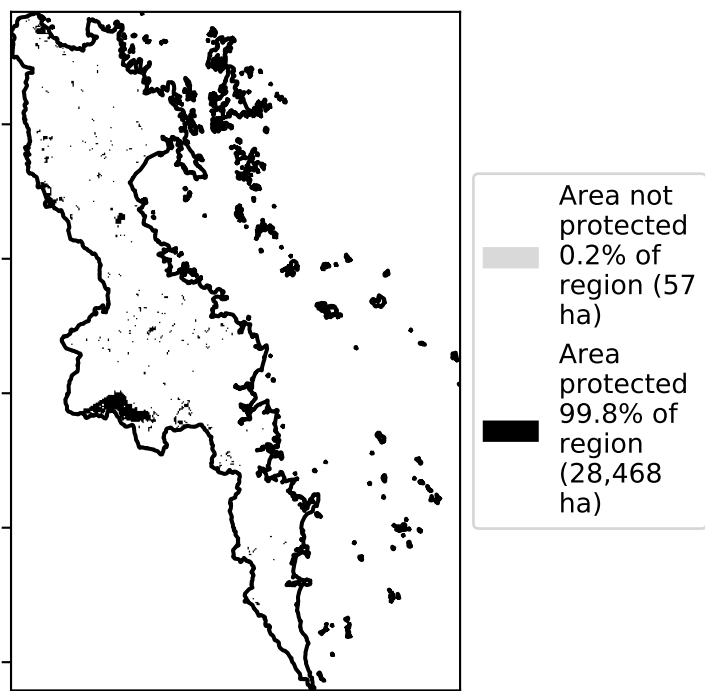 Area not
protected
0.2% of
region (57
ha)
Area
protected
99.8% of
region
(28,468
ha)